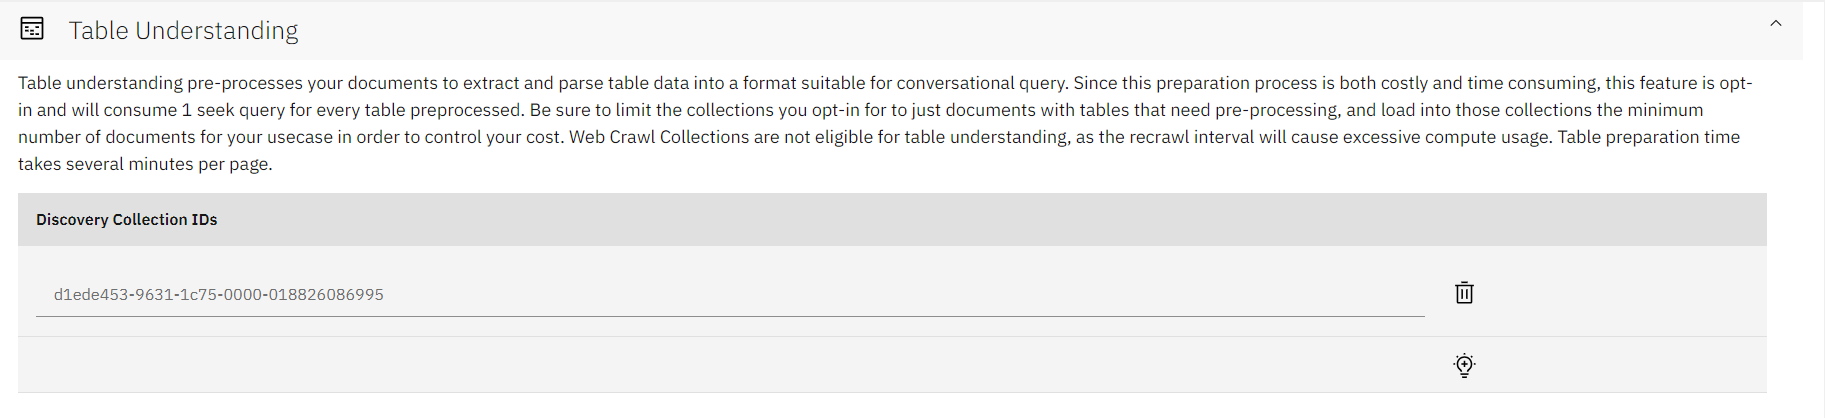 Table Understanding
Table understanding pre-processes your documents to extract and parse table data into a format suitable for conversational query. Since this preparation process is both costly and time consuming, this feature is opt-
in and will consume 1 seek query for every table preprocessed. Be sure to limit the collections you opt-in for to just documents with tables that need pre-processing, and load into those collections the minimum
number of documents for your usecase in order to control your cost. Web Crawl Collections are not eligible for table understanding, as the recrawl interval will cause excessive compute usage. Table preparation time
takes several minutes per page.
Discovery Collection IDs
d1ede453-9631-1c75-0000-018826086995